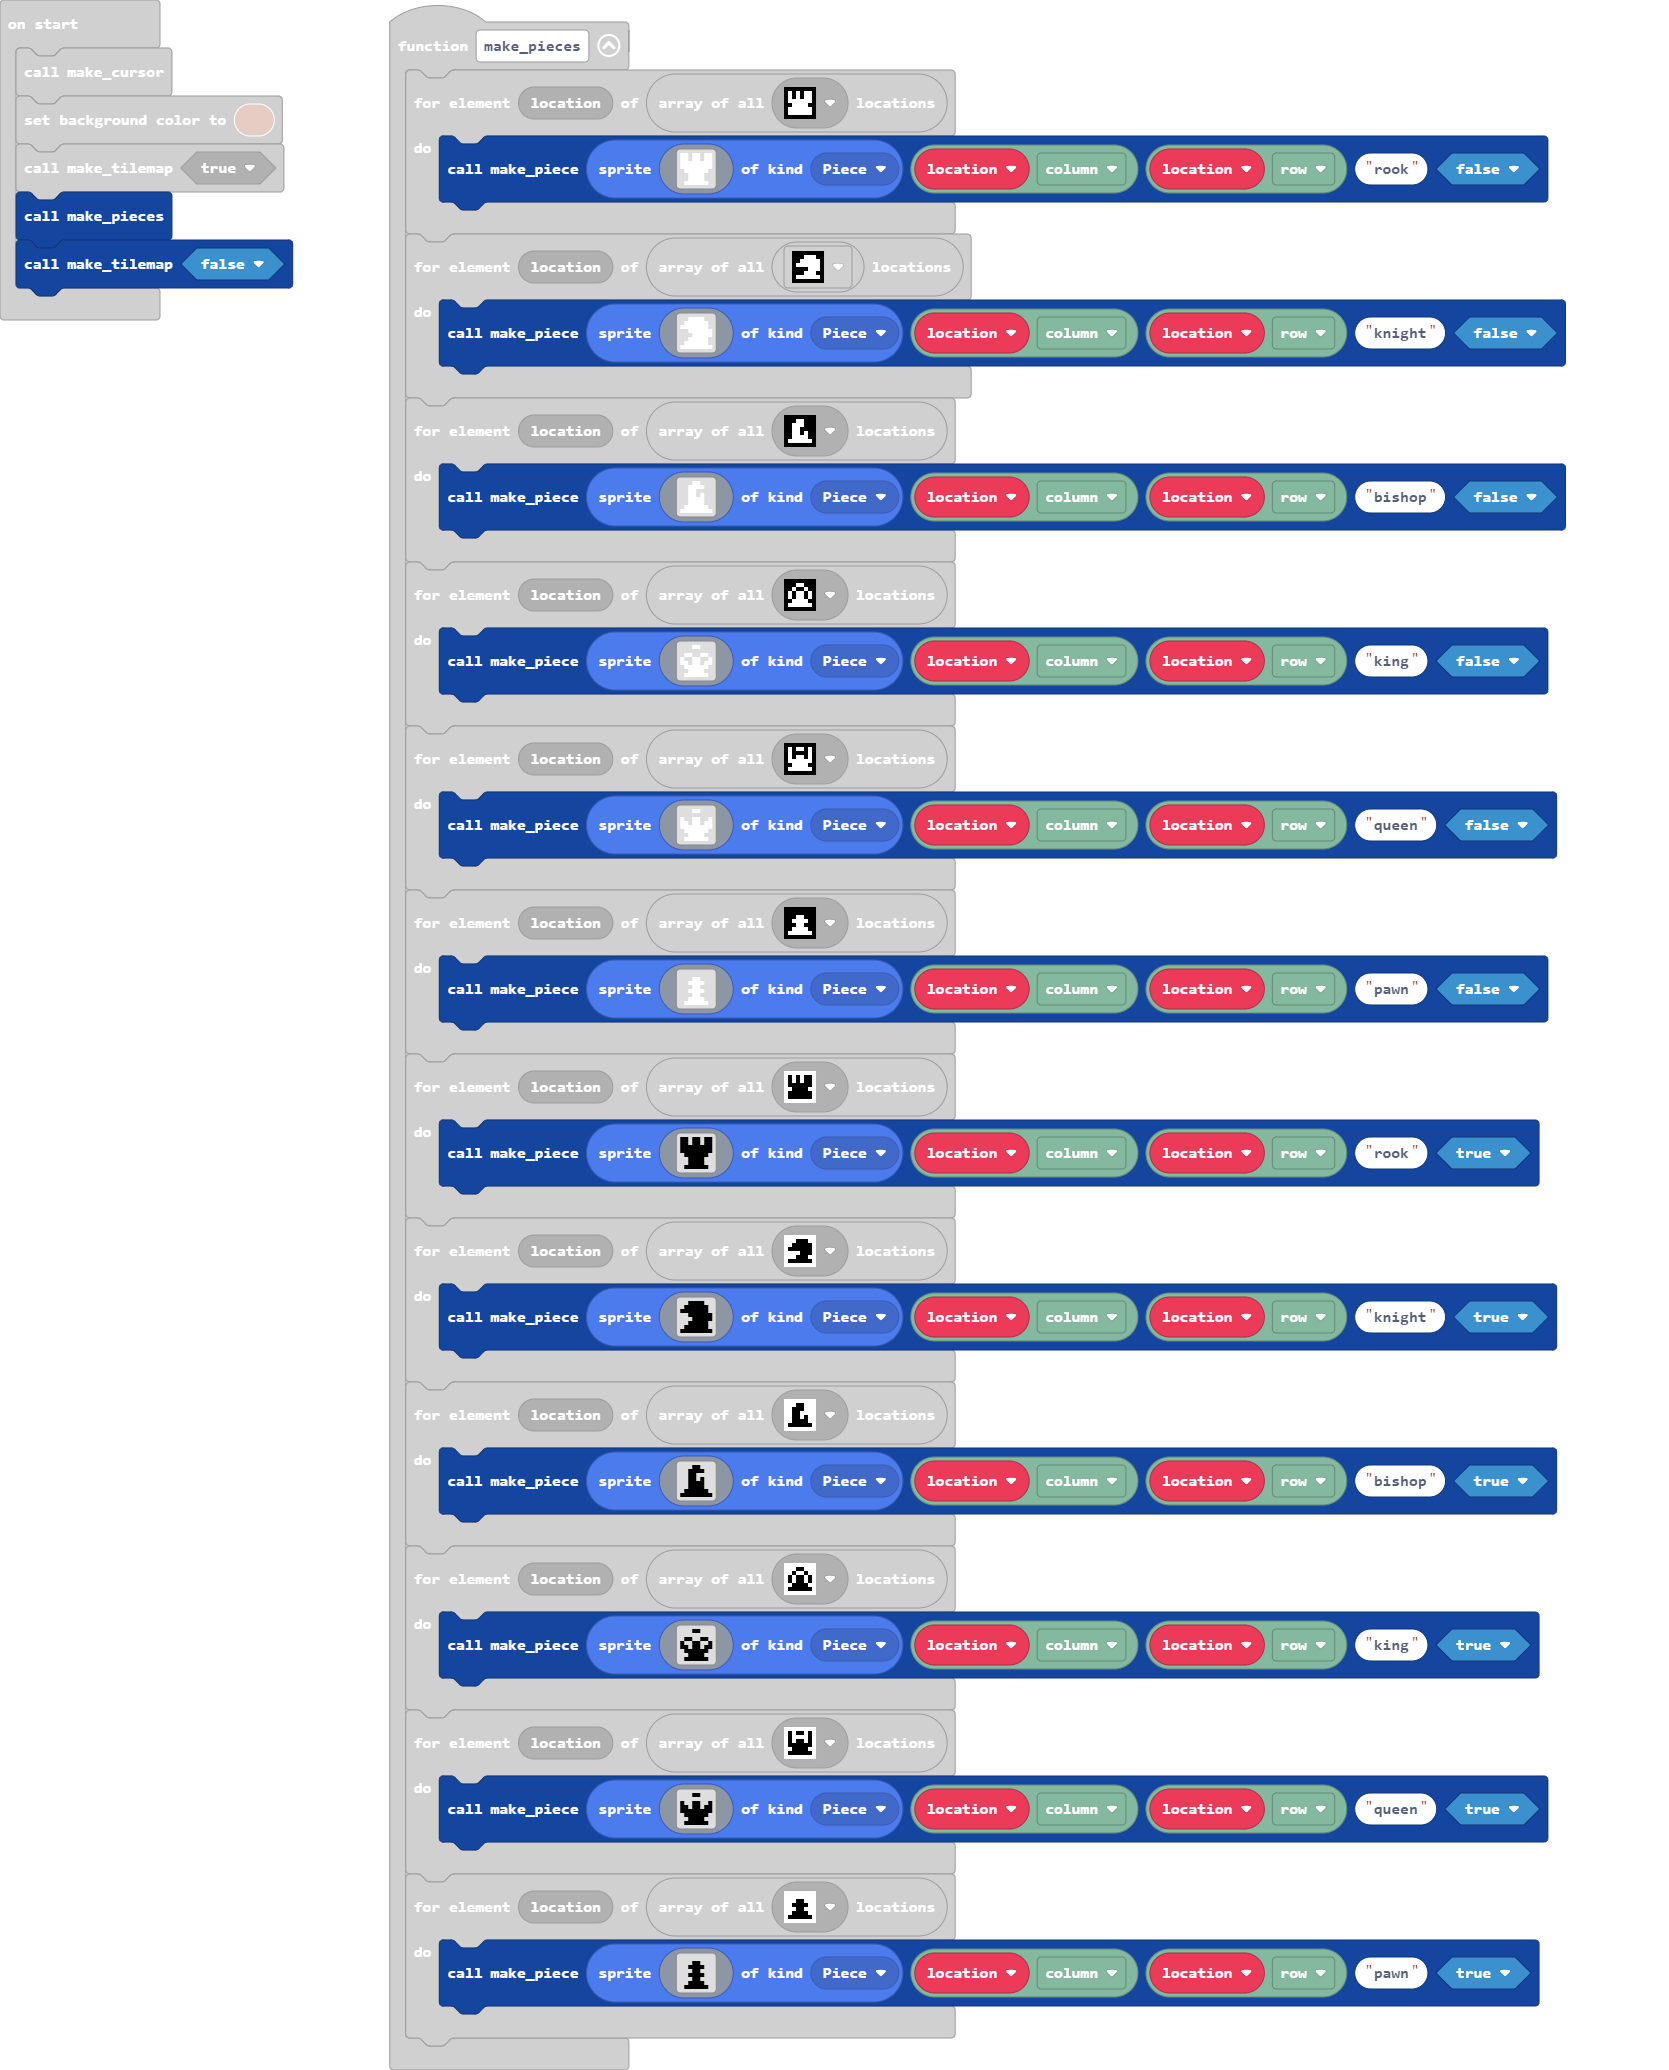 on start
call make_cursor
set background color to
call make_tilemap true
call make_pieces
call make_tilemap false
function make_pieces
for element location of array of all locations
do
call make_piece sprite of kind Piece location column location row "rook" false
for element location of array of all locations
do
call make_piece sprite of kind Piece location column location row "knight" false
for element location of array of all locations
do
call make_piece sprite of kind Piece location column location row "bishop" false
for element location of array of all locations
do
call make_piece sprite of kind Piece location column location row "king" false
for element location of array of all locations
do
call make_piece sprite of kind Piece location column location row "queen" false
for element location of array of all locations
do
call make_piece sprite of kind Piece location column location row "pawn" false
for element location of array of all locations
do
call make_piece sprite of kind Piece location column location row "rook" true
for element location of array of all locations
do
call make_piece sprite of kind Piece location column location row "knight" true
for element location of array of all locations
do
call make_piece sprite of kind Piece location column location row "bishop" true
for element location of array of all locations
do
call make_piece sprite of kind Piece location column location row "king" true
for element location of array of all locations
do
call make_piece sprite of kind Piece location column location row "queen" true
for element location of array of all locations
do
call make_piece sprite of kind Piece location column location row "pawn" true